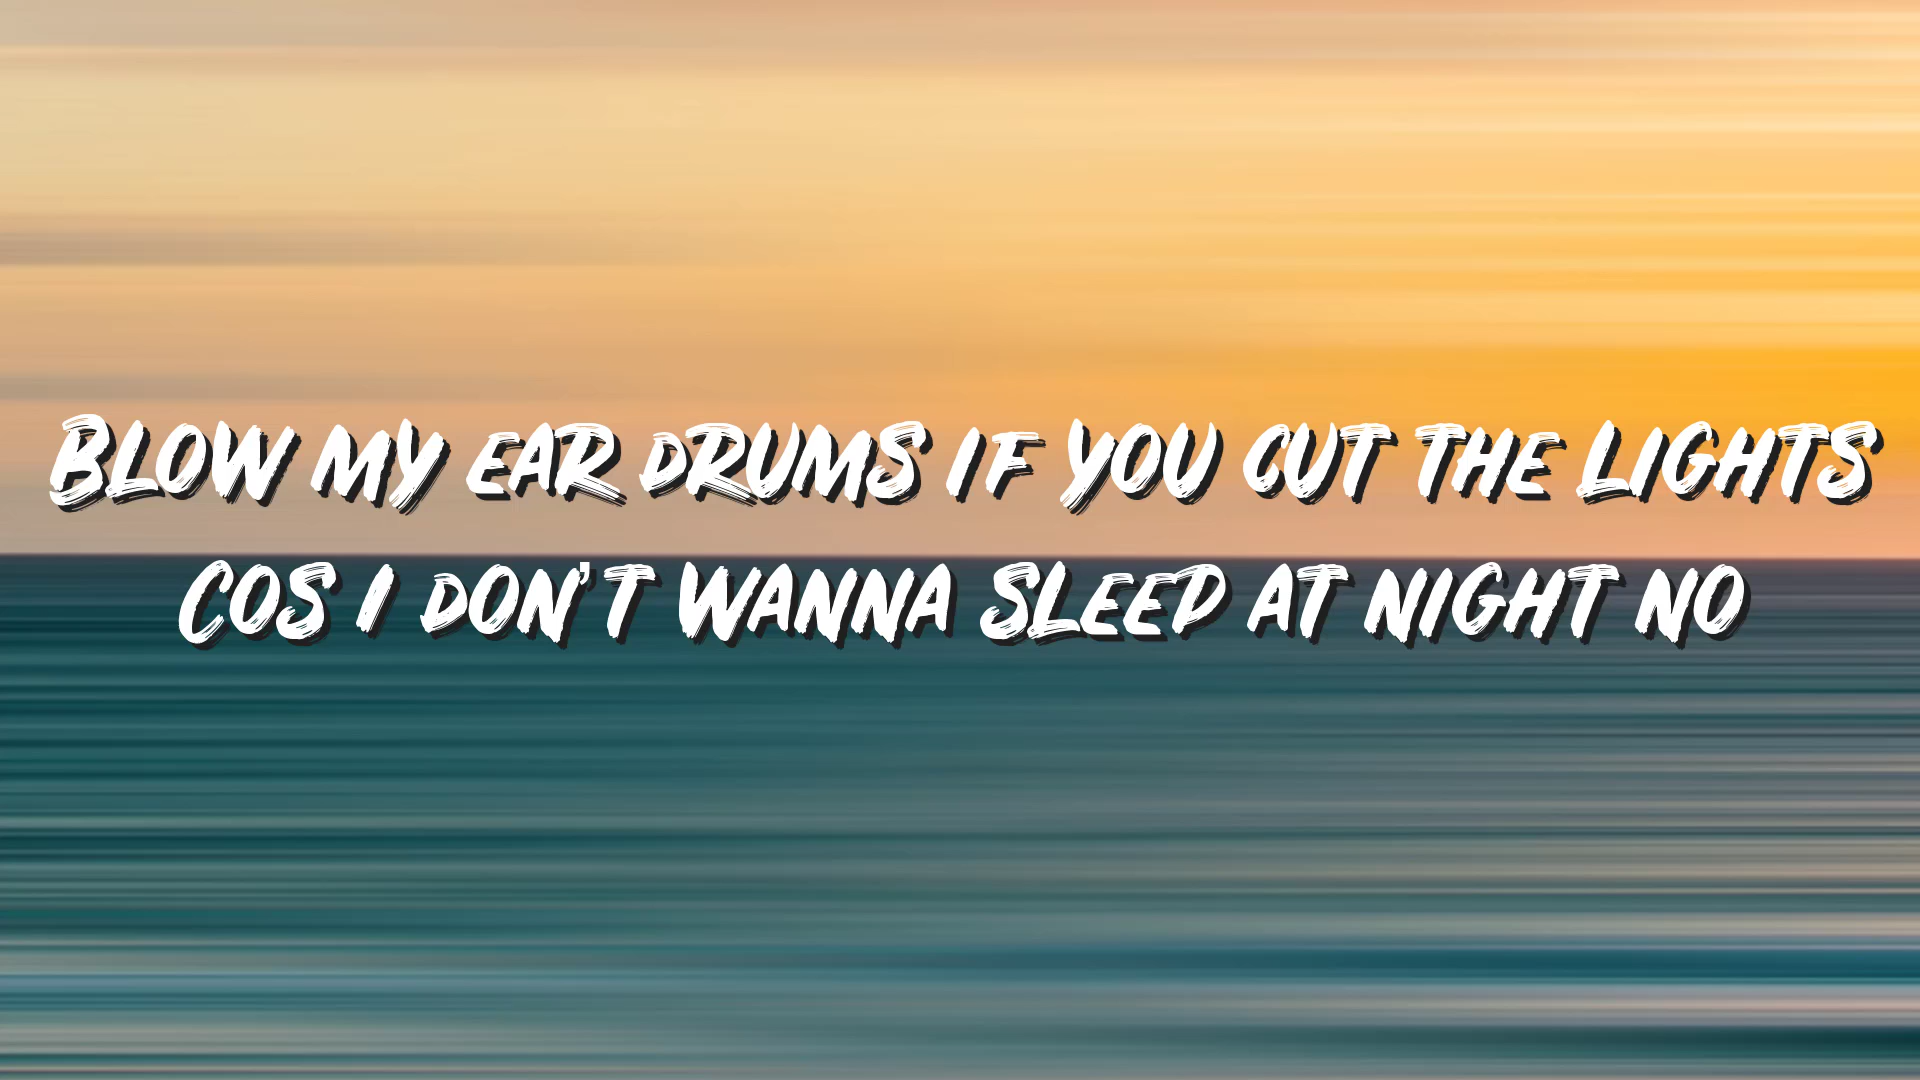 BLOW MY EAR DRUMS IF YOU CUT THE LIGHTS
COS I DON'T WANNA SLEEP AT NIGHT NO